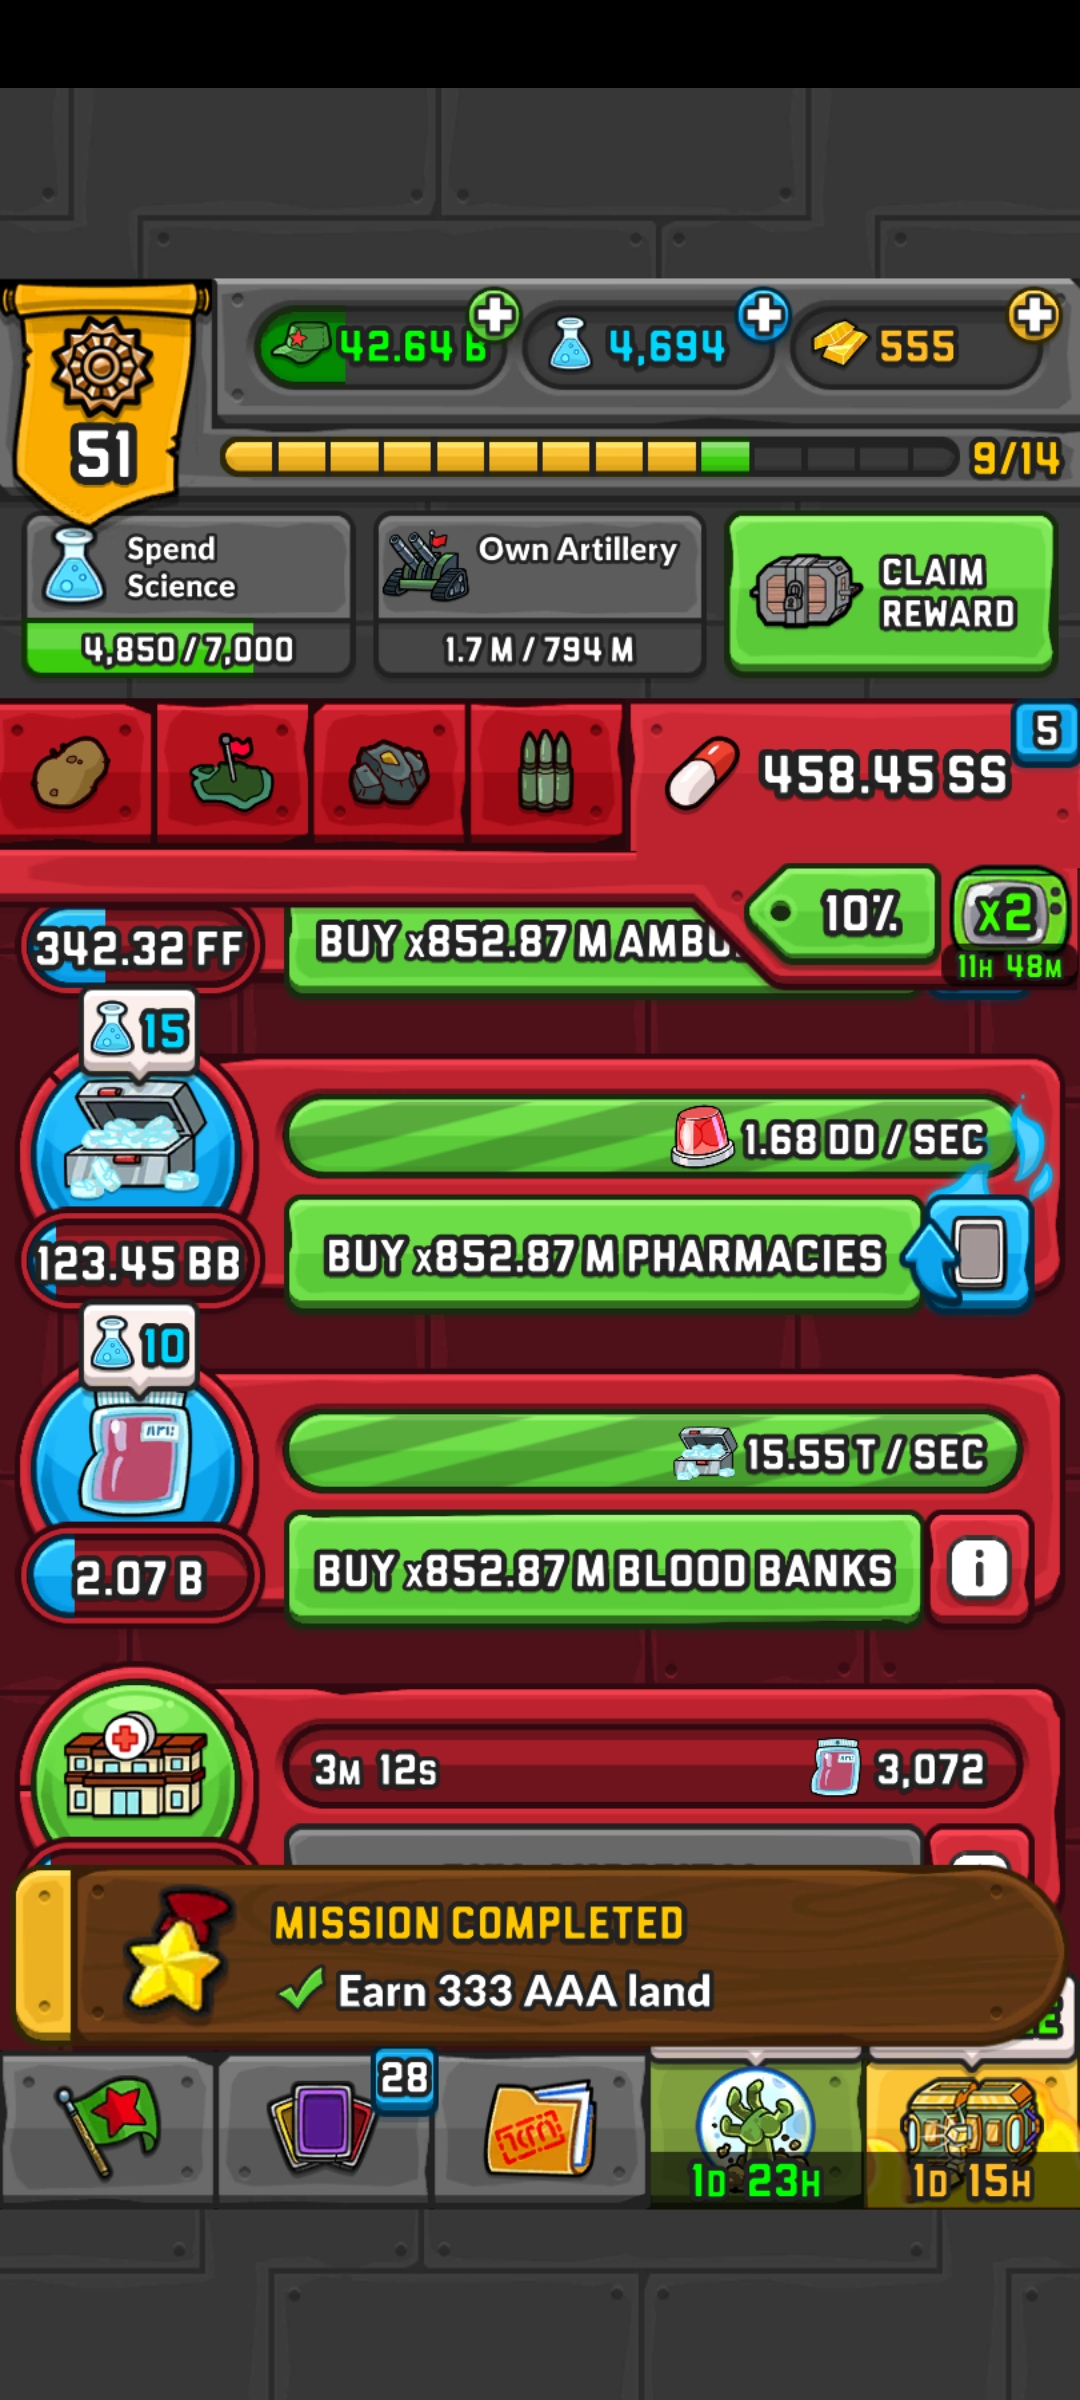 51
42.64 B
4,694
555
9/14
Spend
Science
4,850/7,000
Own Artillery
1.7 M / 794 M
CLAIM
REWARD
5
458.45 SS
10%
x2
11H 48M
342.32 FF
BUY x852.87 M AMBU
15
1.68 DD / SEC
123.45 BB
BUY x852.87 M PHARMACIES
10
15.55 T / SEC
2.07 B
BUY x852.87 M BLOOD BANKS
3M 12S
3,072
MISSION COMPLETED
Earn 333 AAA land
28
1D 23H
1D 15H